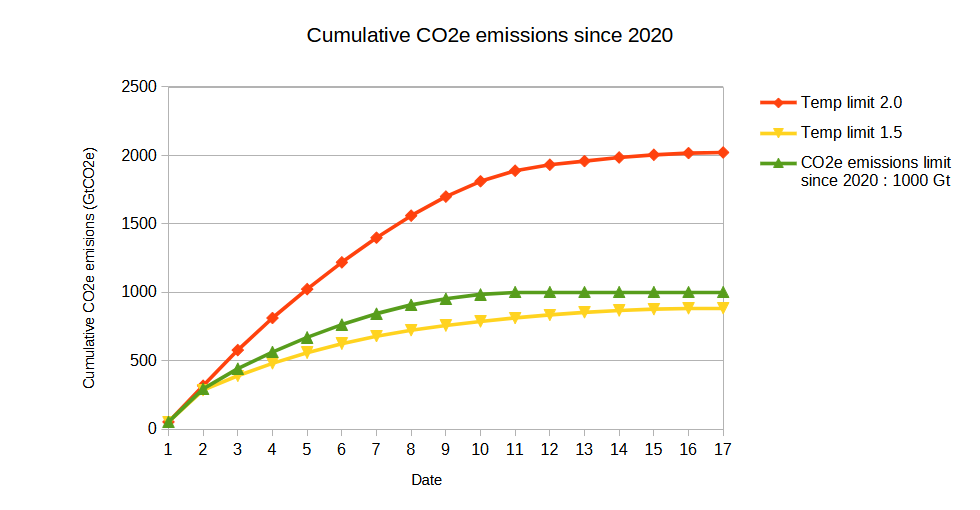 Cumulative CO2e emissions since 2020
Cumulative CO2e emisions (GtCO2e)
2500
2000
1500
1000
500
0
1 2 3 4 5 6 7 8 9 10 11 12 13 14 15 16 17
Date
Temp limit 2.0
Temp limit 1.5
CO2e emissions limit
since 2020 : 1000 Gt